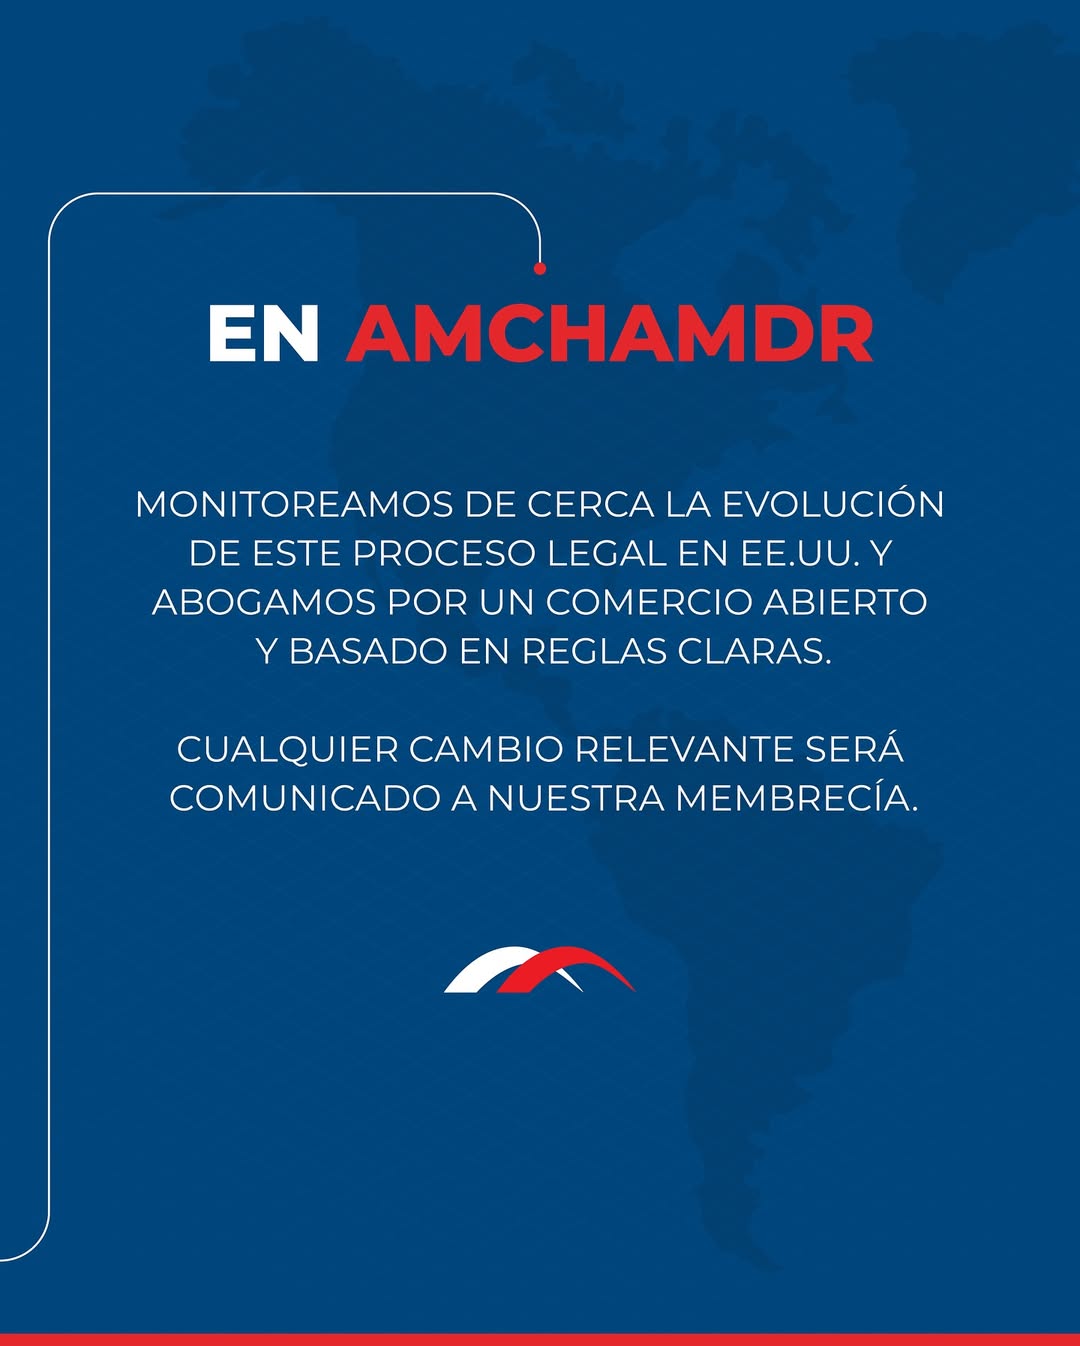 EN AMCHAMDR
MONITOREAMOS DE CERCA LA EVOLUCIÓN
DE ESTE PROCESO LEGAL EN EE.UU. Y
ABOGAMOS POR UN COMERCIO ABIERTO
Y BASADO EN REGLAS CLARAS.
CUALQUIER CAMBIO RELEVANTE SERÁ
COMUNICADO A NUESTRA MEMBRECÍA.